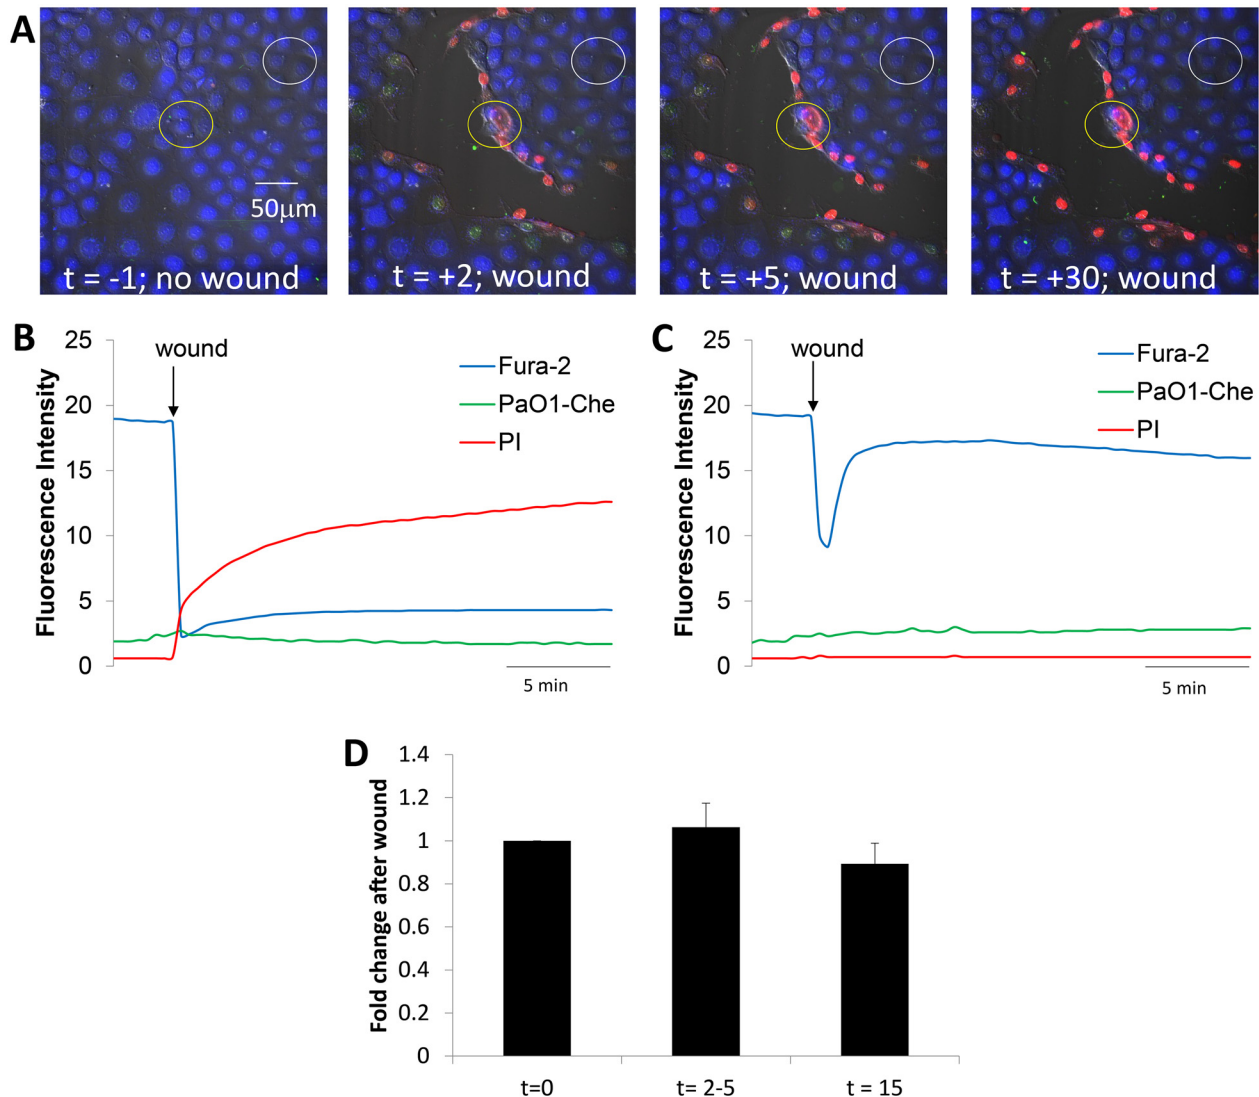 A
50μm
t = -1; no wound
t = +2; wound
t = +5; wound
t = +30; wound
B
Fluorescence Intensity
25
20
15
10
5
0
wound
Fura-2
PaO1-Che
PI
5 min
C
Fluorescence Intensity
25
20
15
10
5
0
wound
Fura-2
PaO1-Che
PI
5 min
D
Fold change after wound
1.4
1.2
1
0.8
0.6
0.4
0.2
0
t=0
t= 2-5
t = 15